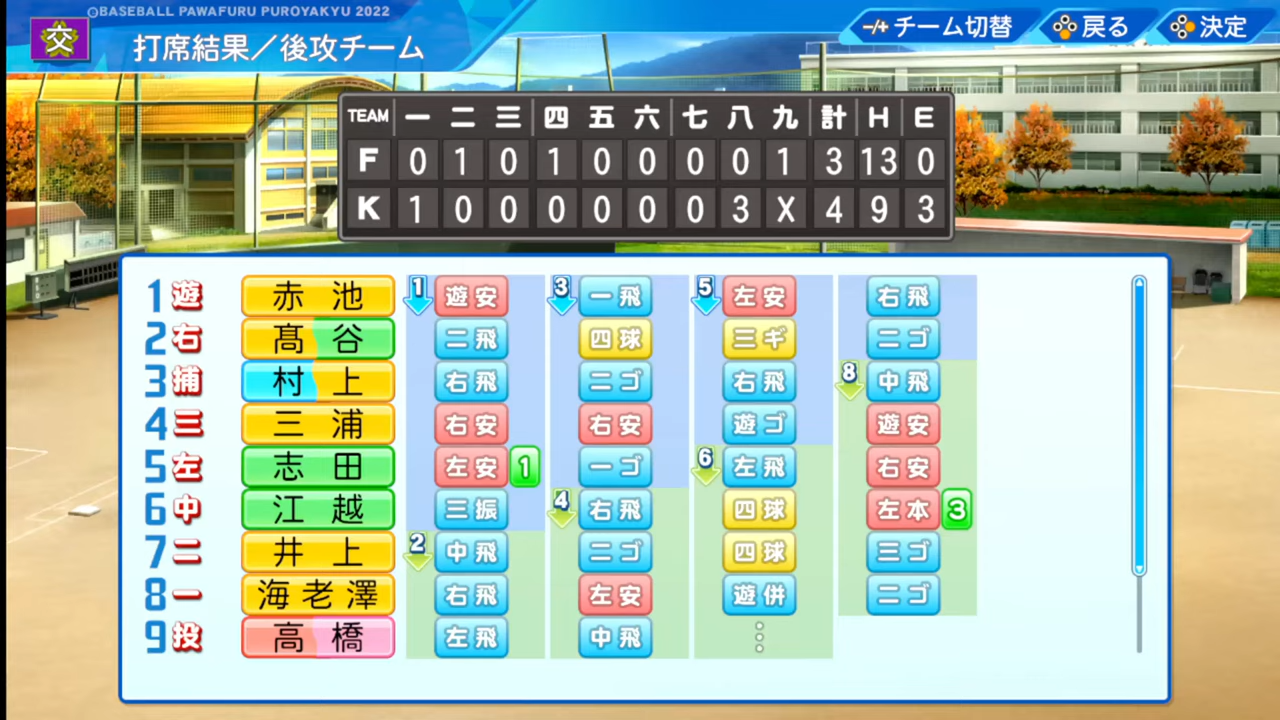 ©BASEBALL PAWAFURU PUROYAKYU 2022
交 打席結果／後攻チーム
−/+ チーム切替 戻る 決定
TEAM 一 二 三 四 五 六 七 八 九 計 H E
F 0 1 0 1 0 0 0 0 1 3 13 0
K 1 0 0 0 0 0 0 3 X 4 9 3
1 遊 赤池 1 遊安 3 一飛 5 左安 右飛
2 右 髙谷 二飛 四球 三ギ 二ゴ
3 捕 村上 右飛 二ゴ 右飛 8 中飛
4 三 三浦 右安 右安 遊ゴ 遊安
5 左 志田 左安 1 一ゴ 6 左飛 右安
6 中 江越 三振 4 右飛 四球 左本 3
7 二 井上 2 中飛 二ゴ 四球 三ゴ
8 一 海老澤 右飛 左安 遊併 二ゴ
9 投 高橋 左飛 中飛 ⋮